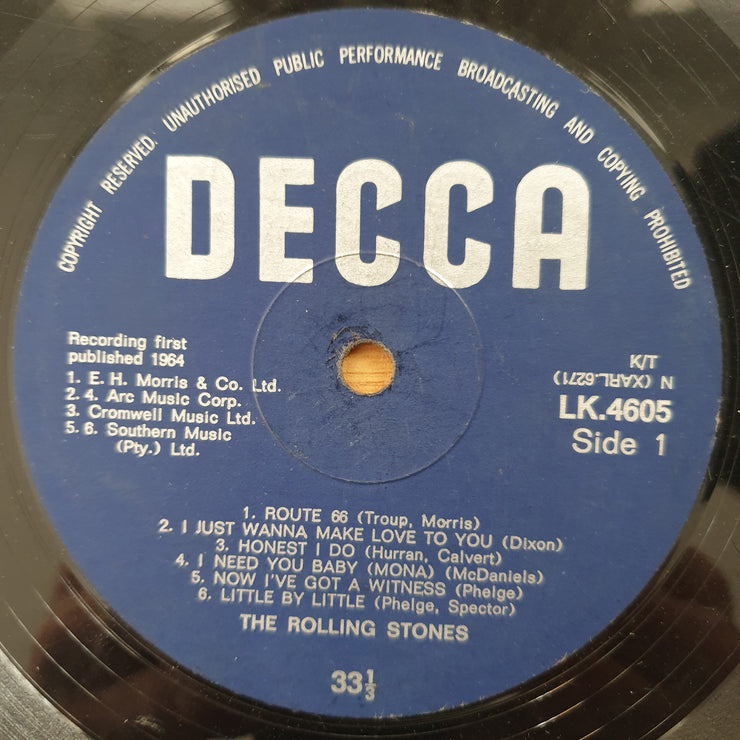 COPYRIGHT RESERVED. UNAUTHORISED PUBLIC PERFORMANCE BROADCASTING AND COPYING PROHIBITED
DECCA
Recording first
published 1964
1. E. H. Morris & Co. Ltd.
2. 4. Arc Music Corp.
3. Cromwell Music Ltd.
5. 6. Southern Music
(Pty.) Ltd.
K/T
N (XARL.6271)
LK.4605
Side 1
1. ROUTE 66 (Troup, Morris)
2. I JUST WANNA MAKE LOVE TO YOU (Dixon)
3. HONEST I DO (Hurran, Calvert)
4. I NEED YOU BABY (MONA) (McDaniels)
5. NOW I'VE GOT A WITNESS (Phelge)
6. LITTLE BY LITTLE (Phelge, Spector)
THE ROLLING STONES
33⅓